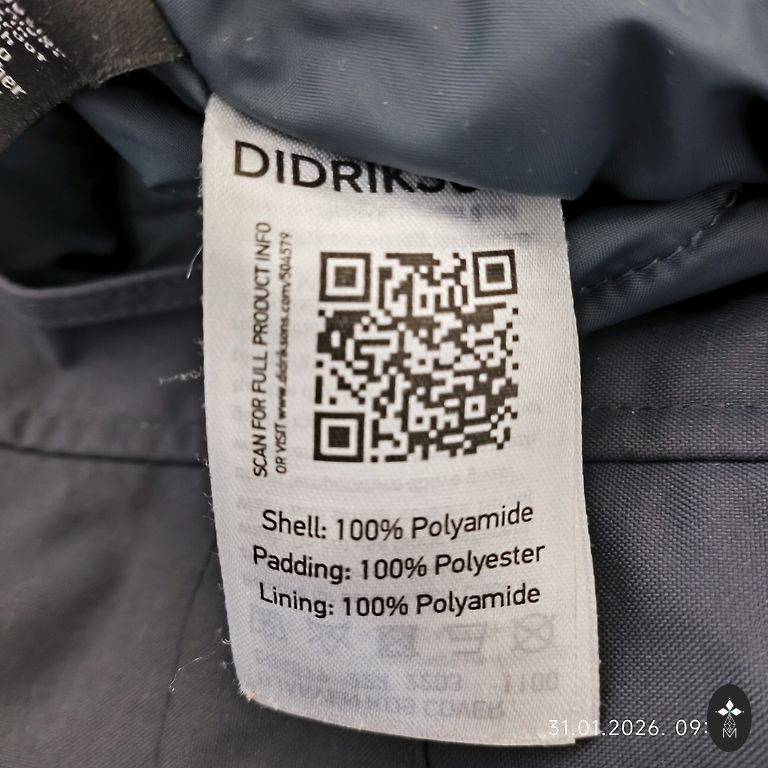 DIDRIKSO
SCAN FOR FULL PRODUCT INFO
OR VISIT www.didriksons.com/504579
Shell: 100% Polyamide
Padding: 100% Polyester
Lining: 100% Polyamide
31.01.2026. 09: